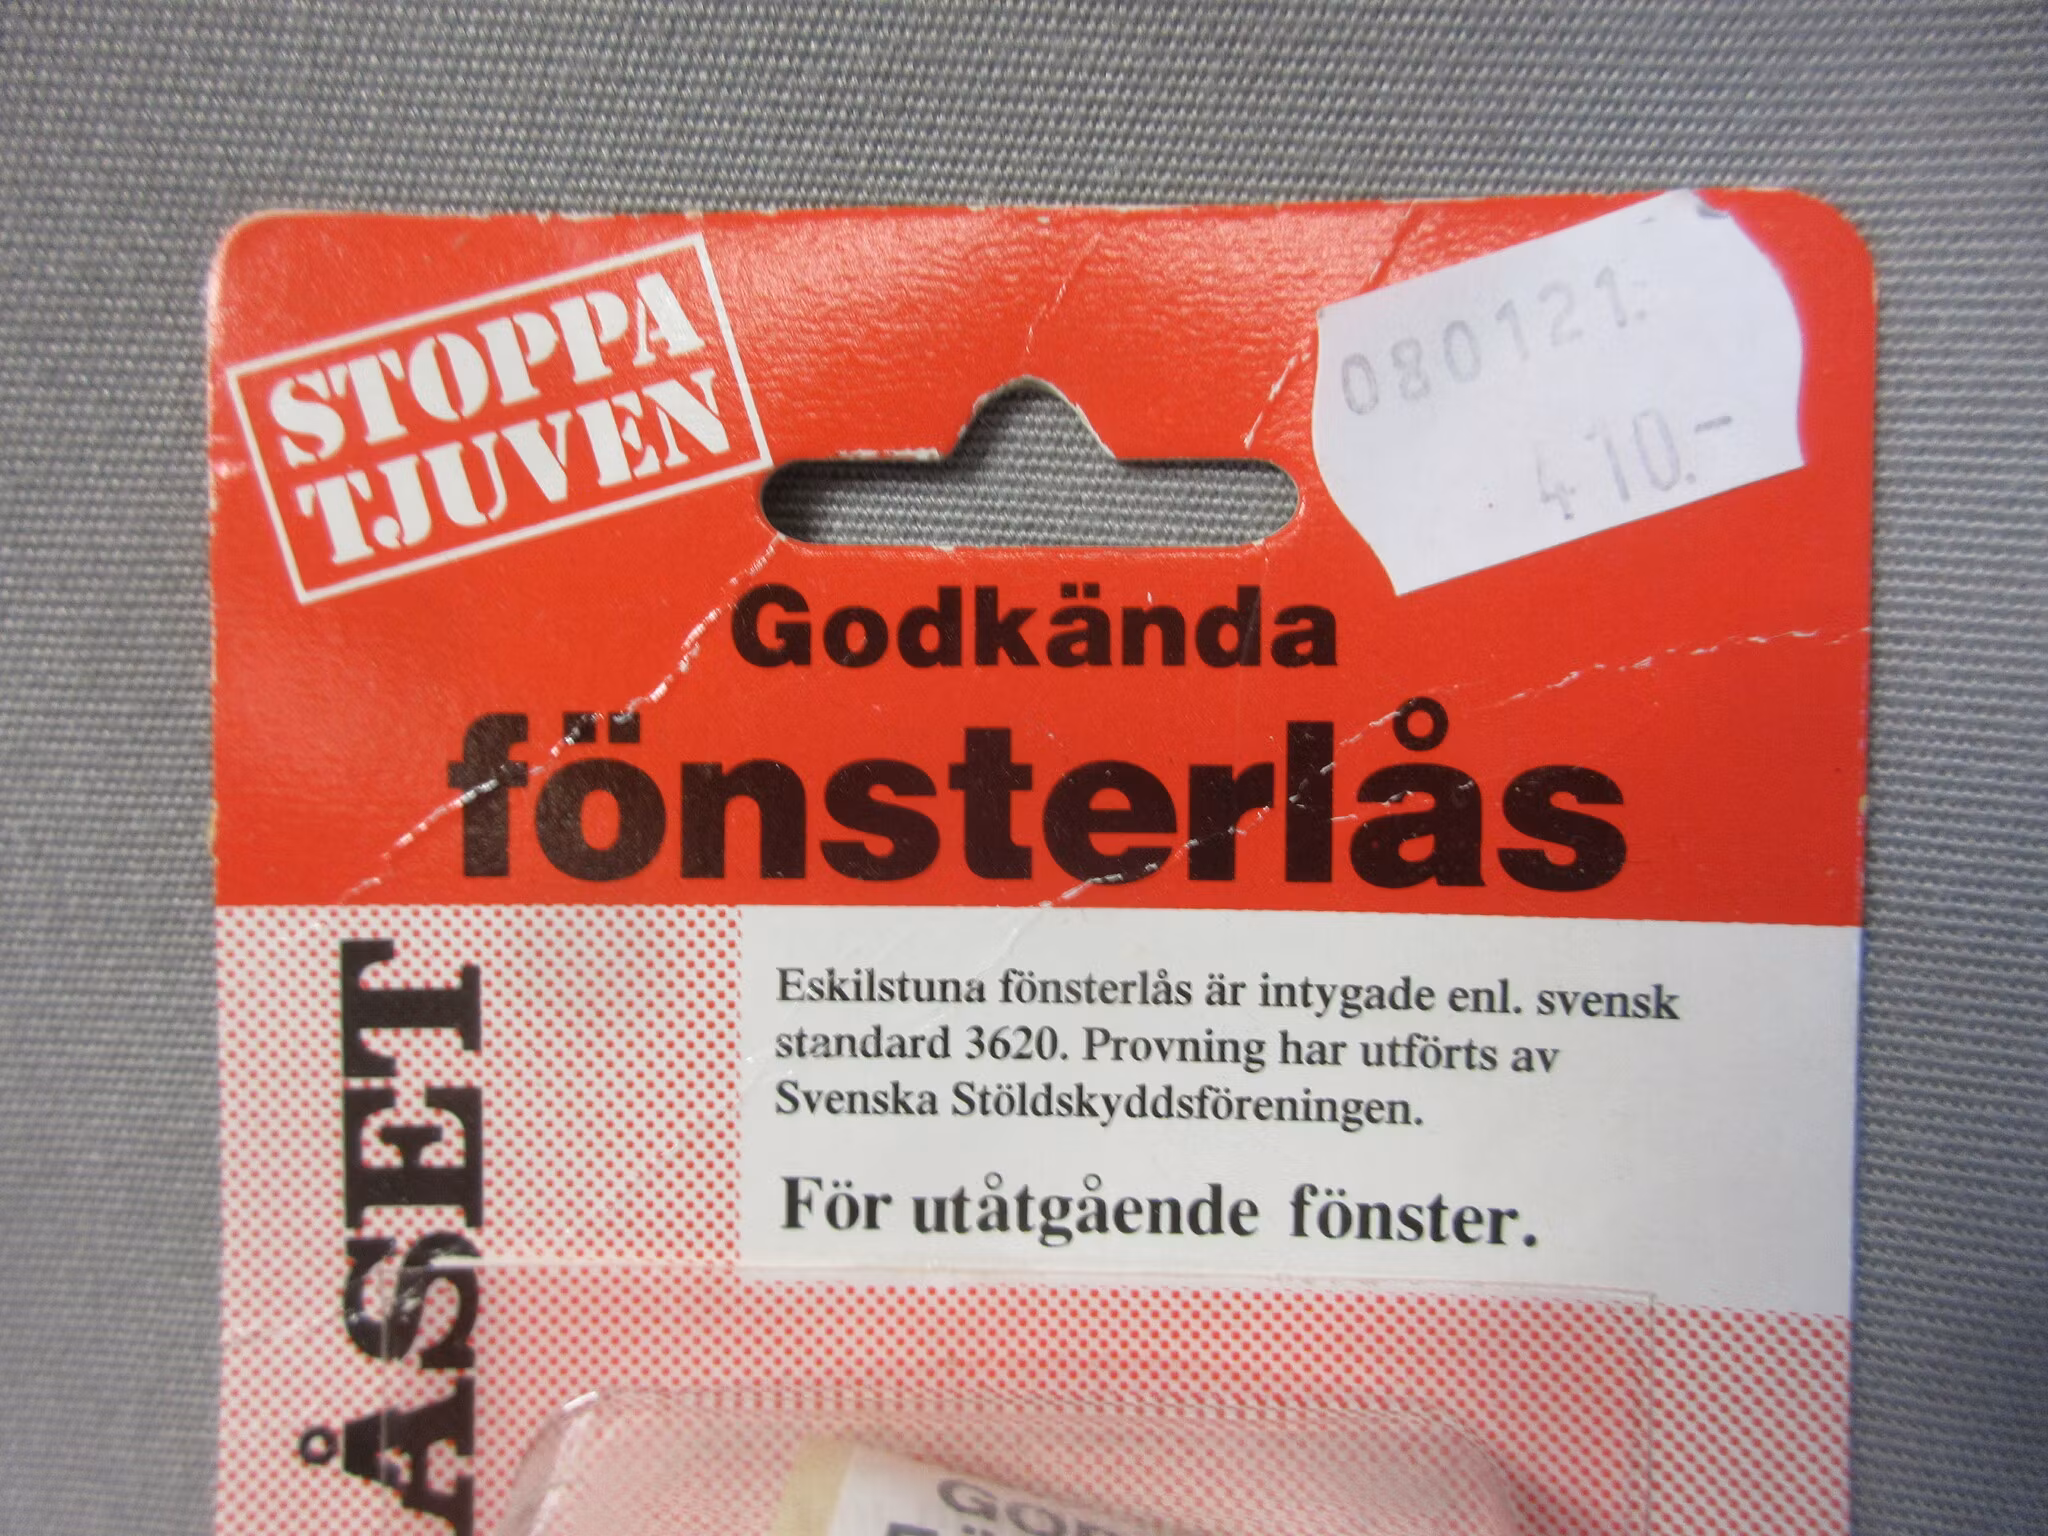 STOPPA
TJUVEN
080121.
410.-
Godkända
fönsterlås
Eskilstuna fönsterlås är intygade enl. svensk
standard 3620. Provning har utförts av
Svenska Stöldskyddsföreningen.
För utåtgående fönster.
ÅSET